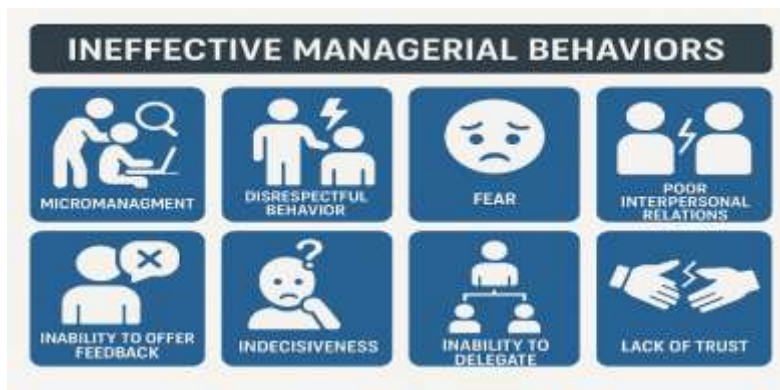 INEFFECTIVE MANAGERIAL BEHAVIORS
MICROMANAGMENT
DISRESPECTFUL
BEHAVIOR
FEAR
POOR
INTERPERSONAL
RELATIONS
INABILITY TO OFFER
FEEDBACK
?
INDECISIVENESS
INABILITY TO
DELEGATE
LACK OF TRUST